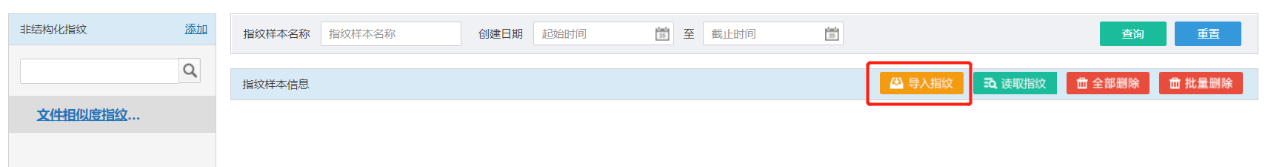 非结构化指纹 添加
指纹样本名称 指纹样本名称 创建日期 起始时间 至 截止时间 查询 重置
指纹样本信息 导入指纹 读取指纹 全部删除 批量删除
文件相似度指纹...